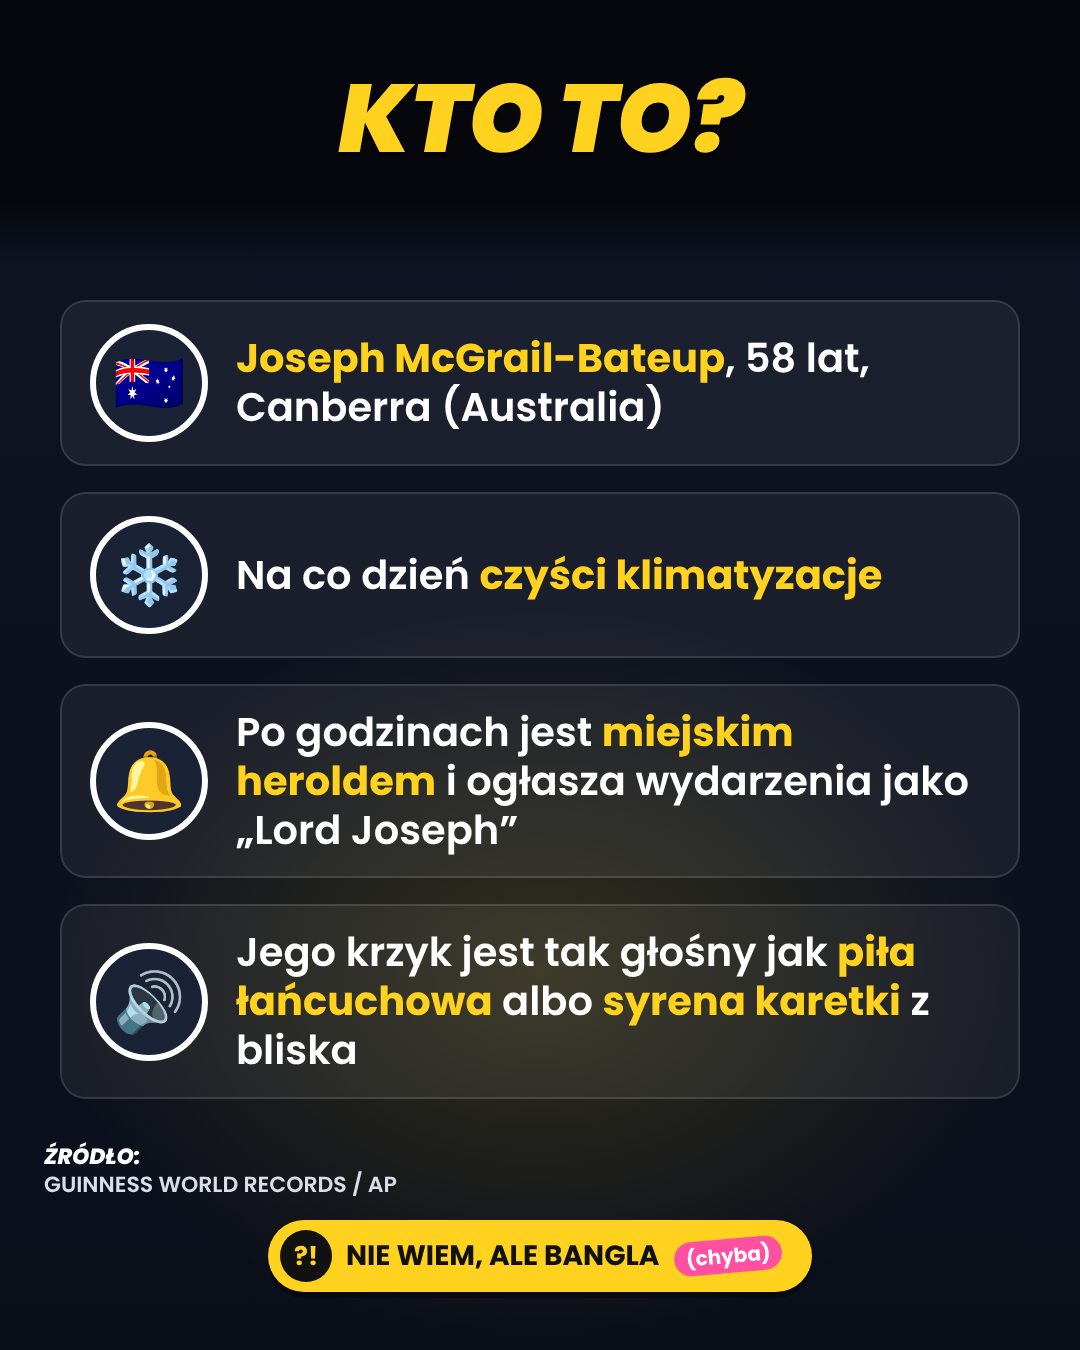 KTO TO?
Joseph McGrail-Bateup, 58 lat,
Canberra (Australia)
Na co dzień czyści klimatyzacje
Po godzinach jest miejskim
heroldem i ogłasza wydarzenia jako
„Lord Joseph”
Jego krzyk jest tak głośny jak piła
łańcuchowa albo syrena karetki z
bliska
ŹRÓDŁO:
GUINNESS WORLD RECORDS / AP
?! NIE WIEM, ALE BANGLA (chyba)